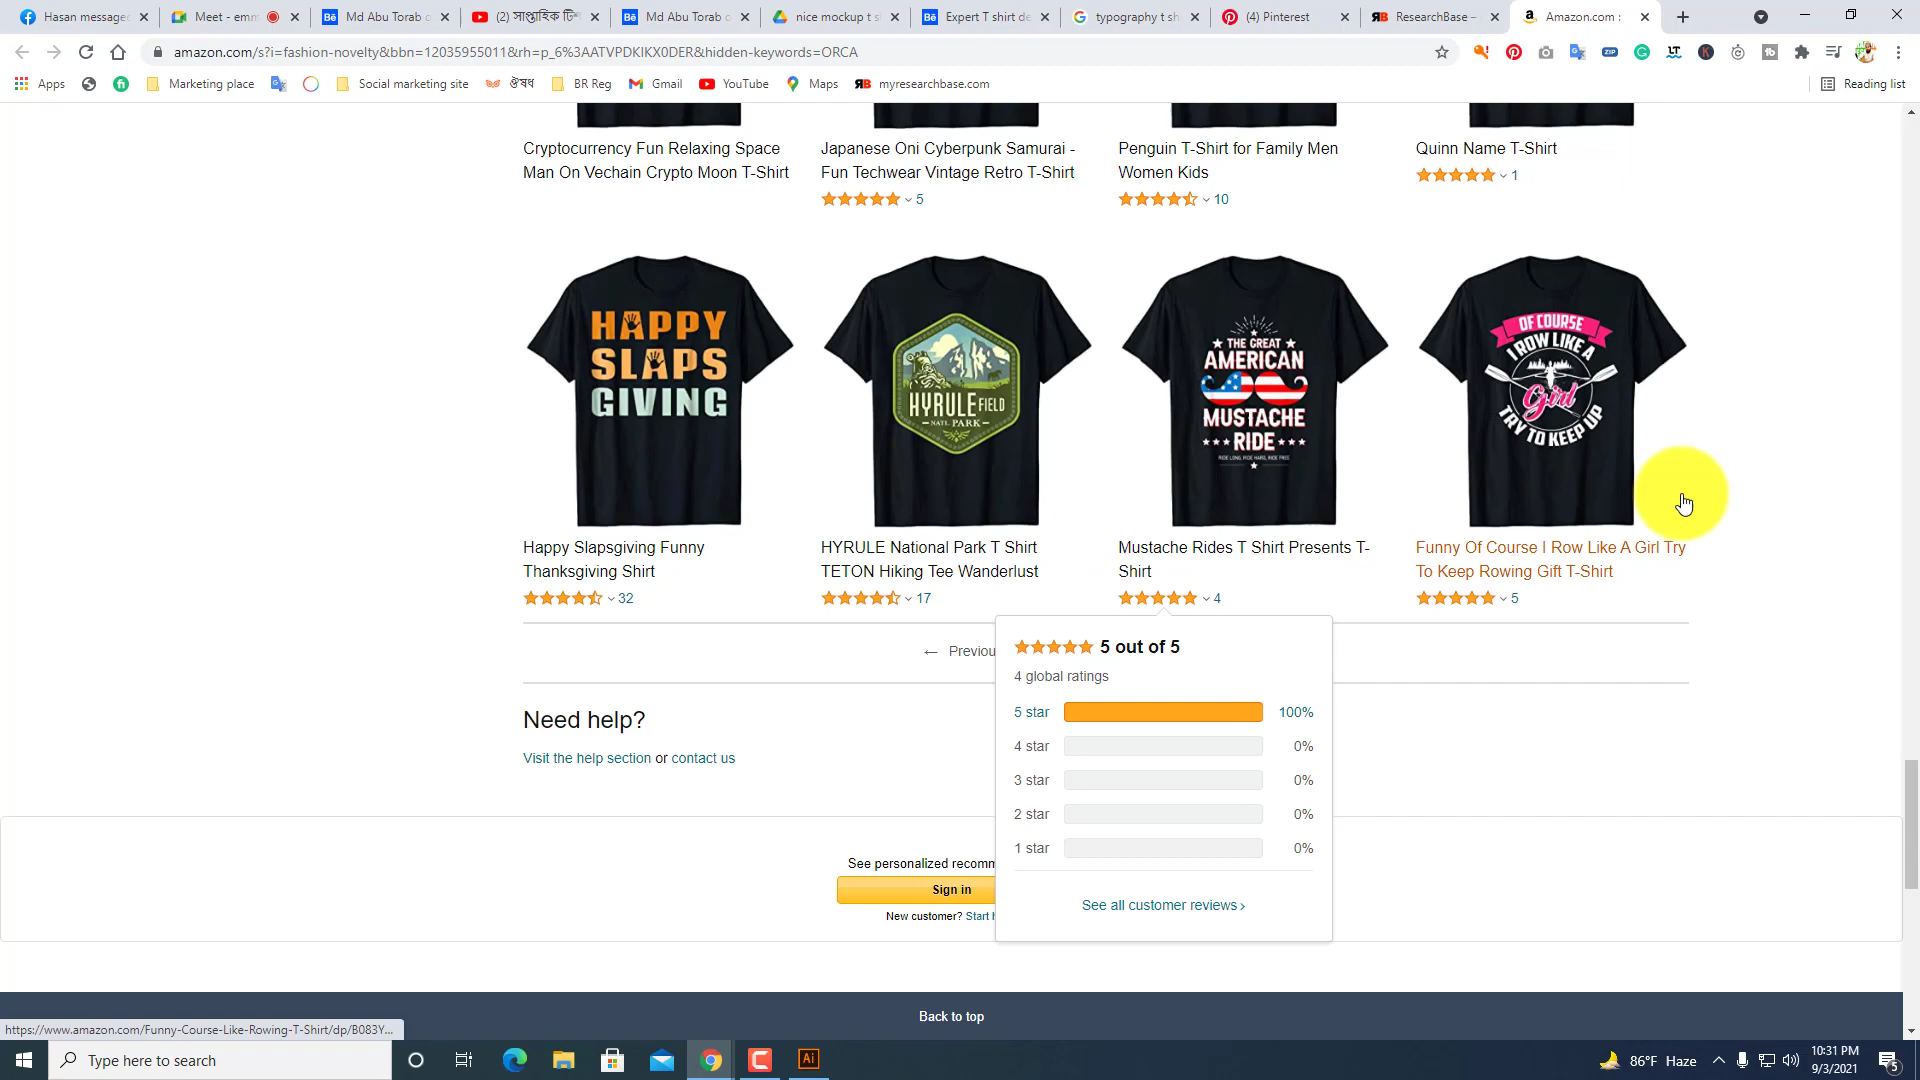 Hasan message
Meet - emm
Md Abu Torab
(2) সাপ্তাহিক টি
Md Abu Torab
nice mockup t s
Expert T shirt de
typography t sh
(4) Pinterest
ResearchBase –
Amazon.com :
amazon.com/s?i=fashion-novelty&bbn=12035955011&rh=p_6%3AATVPDKIKX0DER&hidden-keywords=ORCA
Apps
Marketing place
Social marketing site
ঔষধ
BR Reg
Gmail
YouTube
Maps
myresearchbase.com
Reading list
Cryptocurrency Fun Relaxing Space
Man On Vechain Crypto Moon T-Shirt
Japanese Oni Cyberpunk Samurai -
Fun Techwear Vintage Retro T-Shirt
5
Penguin T-Shirt for Family Men
Women Kids
10
Quinn Name T-Shirt
1
HAPPY
SLAPS
GIVING
HYRULE FIELD
NATL PARK
THE GREAT
AMERICAN
MUSTACHE
RIDE
RIDE LONG, RIDE HARD, RIDE FREE
OF COURSE
I ROW LIKE A
Girl
TRY TO KEEP UP
Happy Slapsgiving Funny
Thanksgiving Shirt
32
HYRULE National Park T Shirt
TETON Hiking Tee Wanderlust
17
Mustache Rides T Shirt Presents T-
Shirt
4
Funny Of Course I Row Like A Girl Try
To Keep Rowing Gift T-Shirt
5
← Previou
5 out of 5
4 global ratings
5 star 100%
4 star 0%
3 star 0%
2 star 0%
1 star 0%
See all customer reviews ›
Need help?
Visit the help section or contact us
See personalized recomm
Sign in
New customer? Start h
Back to top
https://www.amazon.com/Funny-Course-Like-Rowing-T-Shirt/dp/B083Y...
Type here to search
Ai
86°F Haze
10:31 PM
9/3/2021
5